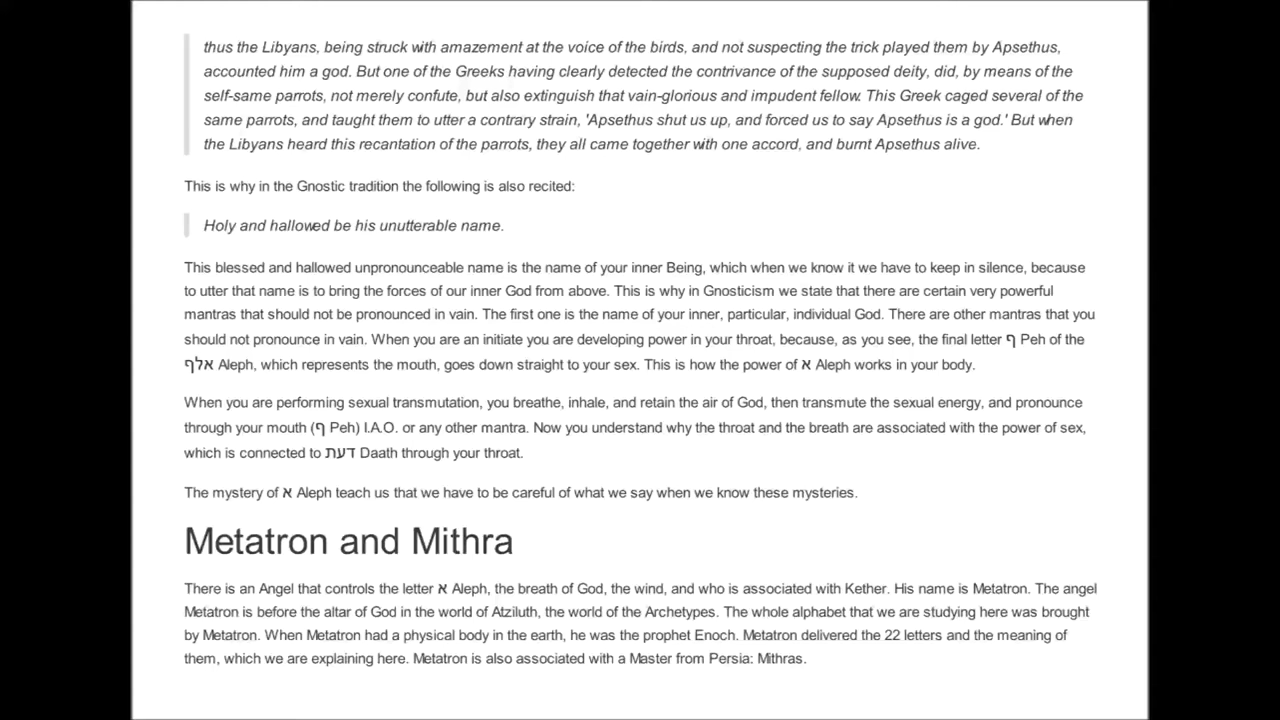 thus the Libyans, being struck with amazement at the voice of the birds, and not suspecting the trick played them by Apsethus,
accounted him a god. But one of the Greeks having clearly detected the contrivance of the supposed deity, did, by means of the
self-same parrots, not merely confute, but also extinguish that vain-glorious and impudent fellow. This Greek caged several of the
same parrots, and taught them to utter a contrary strain, 'Apsethus shut us up, and forced us to say Apsethus is a god.' But when
the Libyans heard this recantation of the parrots, they all came together with one accord, and burnt Apsethus alive.
This is why in the Gnostic tradition the following is also recited:
Holy and hallowed be his unutterable name.
This blessed and hallowed unpronounceable name is the name of your inner Being, which when we know it we have to keep in silence, because
to utter that name is to bring the forces of our inner God from above. This is why in Gnosticism we state that there are certain very powerful
mantras that should not be pronounced in vain. The first one is the name of your inner, particular, individual God. There are other mantras that you
should not pronounce in vain. When you are an initiate you are developing power in your throat, because, as you see, the final letter ף Peh of the
אלף Aleph, which represents the mouth, goes down straight to your sex. This is how the power of א Aleph works in your body.
When you are performing sexual transmutation, you breathe, inhale, and retain the air of God, then transmute the sexual energy, and pronounce
through your mouth (ף Peh) I.A.O. or any other mantra. Now you understand why the throat and the breath are associated with the power of sex,
which is connected to דעת Daath through your throat.
The mystery of א Aleph teach us that we have to be careful of what we say when we know these mysteries.
Metatron and Mithra
There is an Angel that controls the letter א Aleph, the breath of God, the wind, and who is associated with Kether. His name is Metatron. The angel
Metatron is before the altar of God in the world of Atziluth, the world of the Archetypes. The whole alphabet that we are studying here was brought
by Metatron. When Metatron had a physical body in the earth, he was the prophet Enoch. Metatron delivered the 22 letters and the meaning of
them, which we are explaining here. Metatron is also associated with a Master from Persia: Mithras.